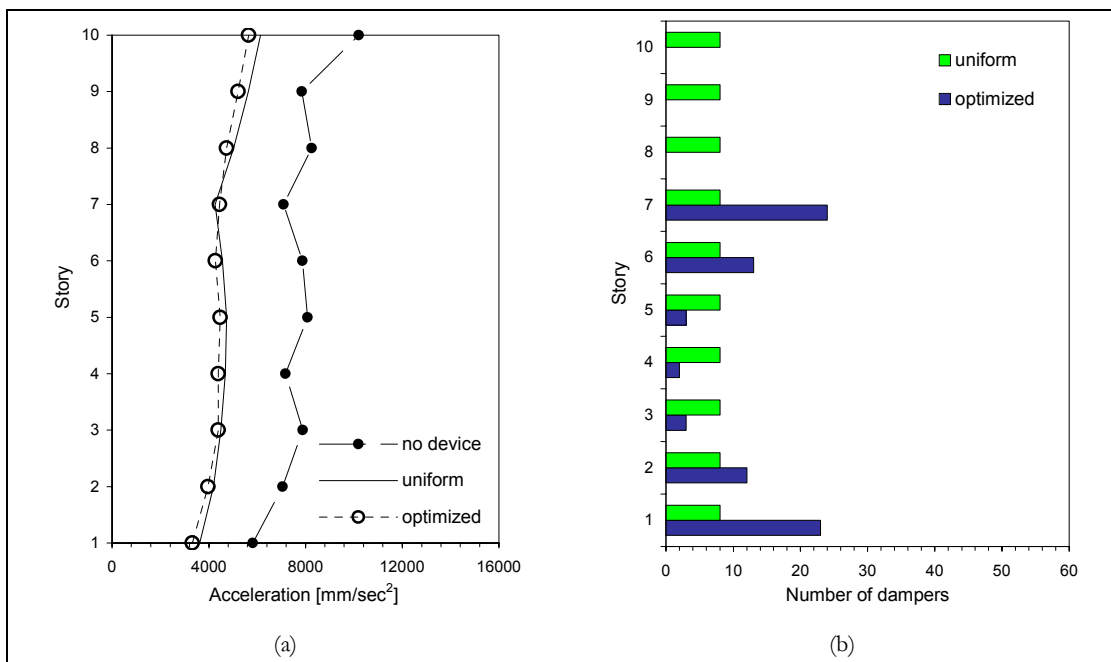 10
9
8
7
6
5
4
3
2
1
Story
0 4000 8000 12000 16000
Acceleration [mm/sec²]
no device
uniform
optimized
(a)
10
9
8
7
6
5
4
3
2
1
Story
0 10 20 30 40 50 60
Number of dampers
uniform
optimized
(b)